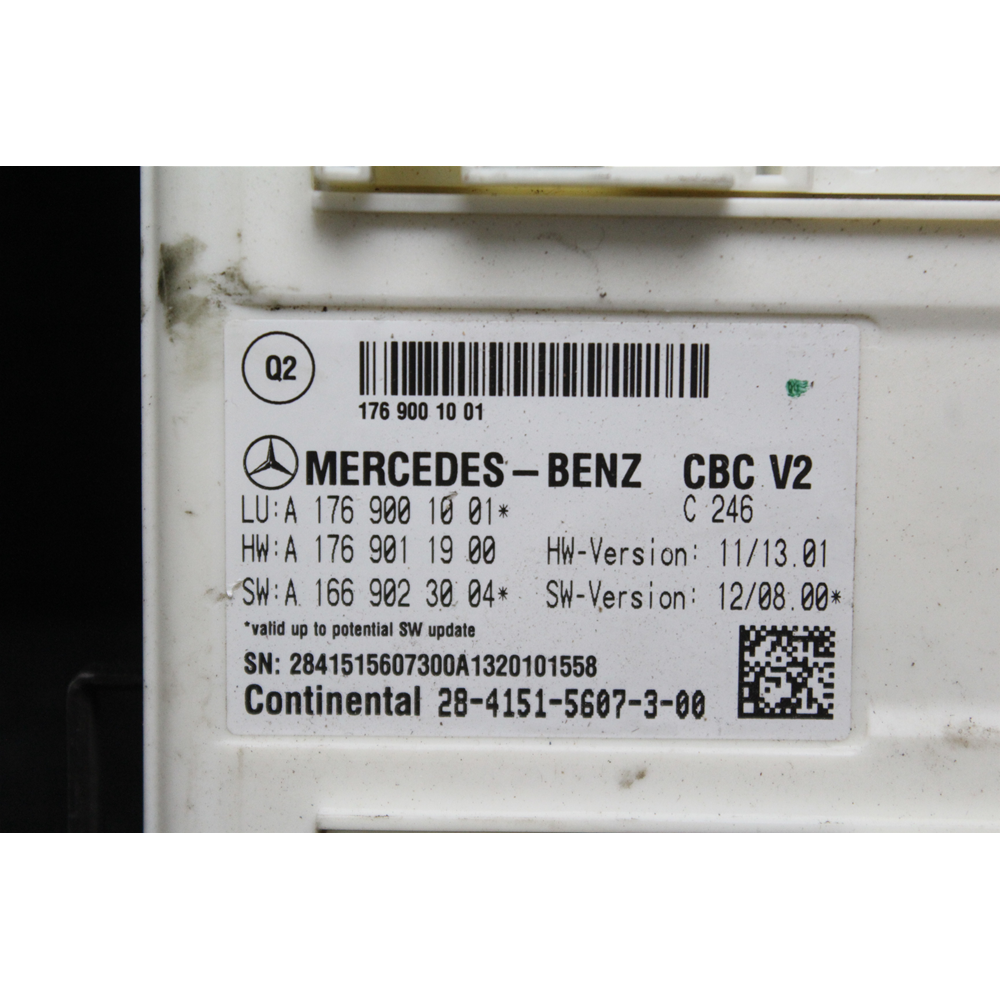 Q2
176 900 10 01
MERCEDES-BENZ CBC V2
LU:A 176 900 10 01* C 246
HW:A 176 901 19 00 HW-Version: 11/13.01
SW:A 166 902 30 04* SW-Version: 12/08.00*
*valid up to potential SW update
SN: 2841515607300A1320101558
Continental 28-4151-5607-3-00